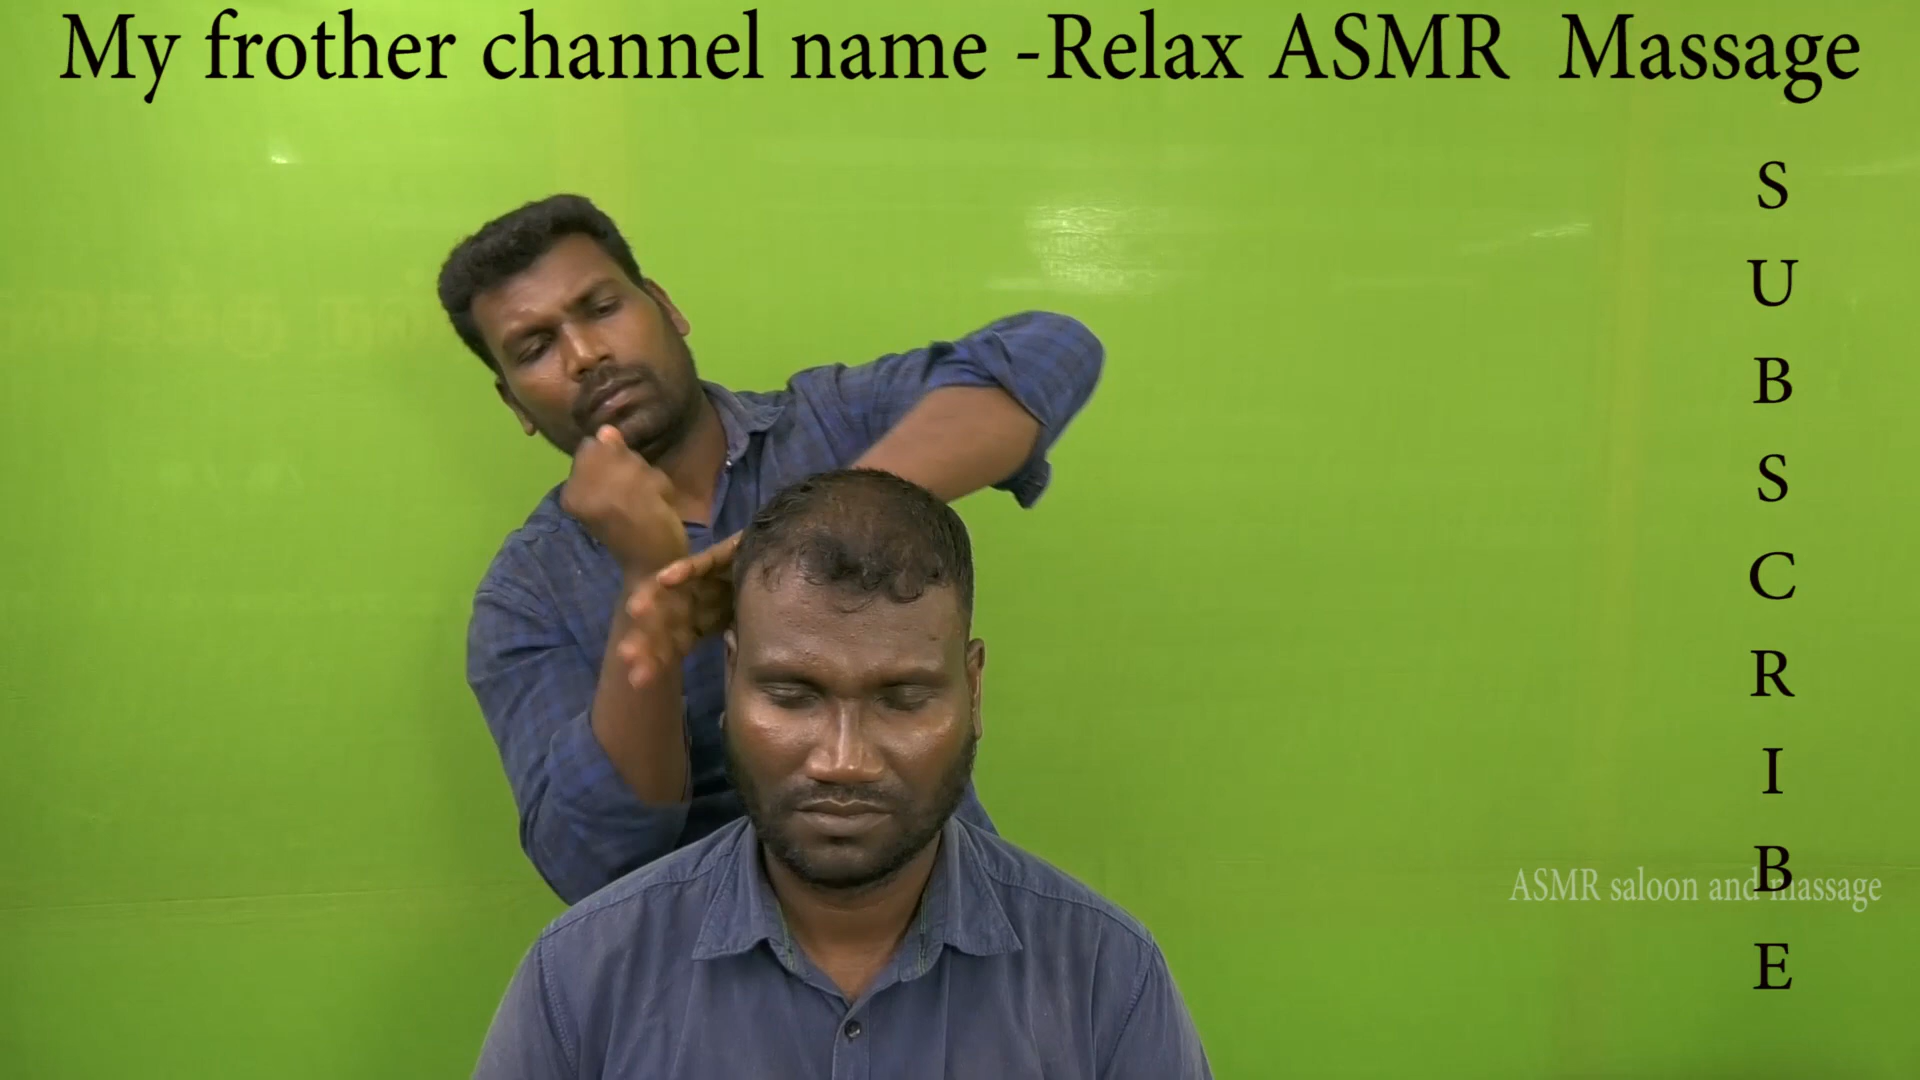 My frother channel name -Relax ASMR Massage
S
U
B
S
C
R
I
B
E
ASMR saloon and massage